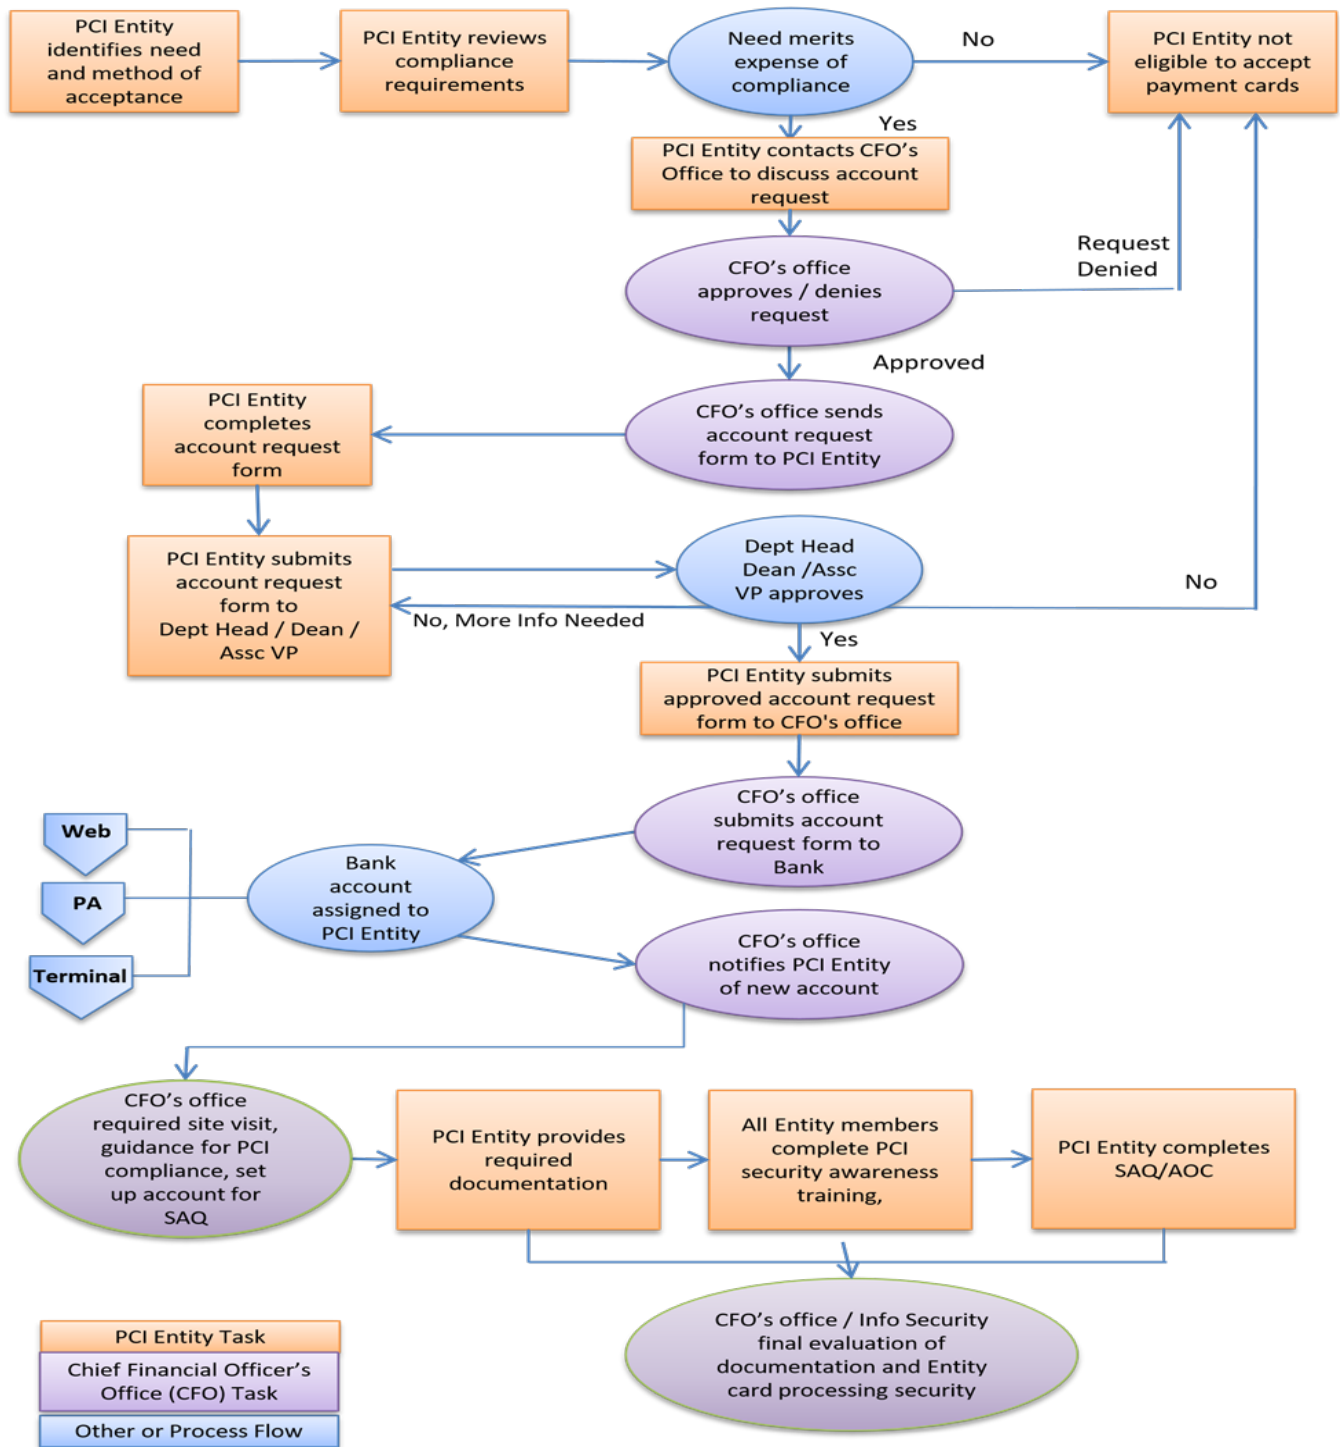 PCI Entity
identifies need
and method of
acceptance
PCI Entity reviews
compliance
requirements
Need merits
expense of
compliance
No
PCI Entity not
eligible to accept
payment cards
Yes
PCI Entity contacts CFO's
Office to discuss account
request
CFO's office
approves / denies
request
Request
Denied
Approved
CFO's office sends
account request
form to PCI Entity
PCI Entity
completes
account request
form
PCI Entity submits
account request
form to
Dept Head / Dean /
Assc VP
Dept Head
Dean /Assc
VP approves
No
No, More Info Needed
Yes
PCI Entity submits
approved account request
form to CFO's office
CFO's office
submits account
request form to
Bank
Web
PA
Terminal
Bank
account
assigned to
PCI Entity
CFO's office
notifies PCI Entity
of new account
CFO's office
required site visit,
guidance for PCI
compliance, set
up account for
SAQ
PCI Entity provides
required
documentation
All Entity members
complete PCI
security awareness
training,
PCI Entity completes
SAQ/AOC
CFO's office / Info Security
final evaluation of
documentation and Entity
card processing security
PCI Entity Task
Chief Financial Officer's
Office (CFO) Task
Other or Process Flow